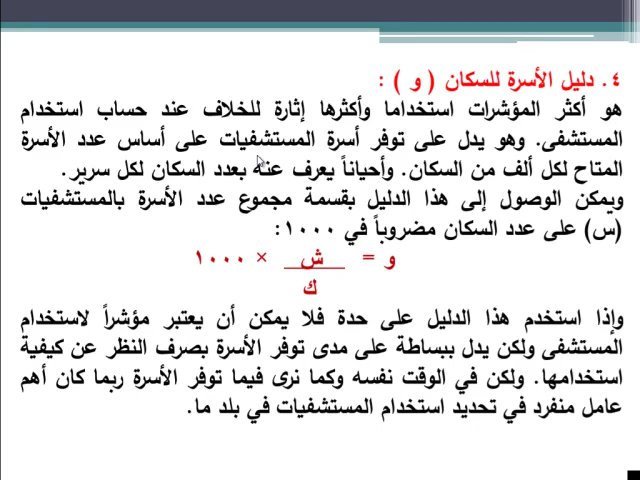 ٤. دليل الأسرة للسكان ( و ) :
هو أكثر المؤشرات استخداما وأكثرها إثارة للخلاف عند حساب استخدام
المستشفى. وهو يدل على توفر أسرة المستشفيات على أساس عدد الأسرة
المتاح لكل ألف من السكان. وأحياناً يعرف عنه بعدد السكان لكل سرير.
ويمكن الوصول إلى هذا الدليل بقسمة مجموع عدد الأسرة بالمستشفيات
(س) على عدد السكان مضروباً في ١٠٠٠:
و = ش × ١٠٠٠
ك
وإذا استخدم هذا الدليل على حدة فلا يمكن أن يعتبر مؤشراً لاستخدام
المستشفى ولكن يدل ببساطة على مدى توفر الأسرة بصرف النظر عن كيفية
استخدامها. ولكن في الوقت نفسه وكما نرى فيما توفر الأسرة ربما كان أهم
عامل منفرد في تحديد استخدام المستشفيات في بلد ما.